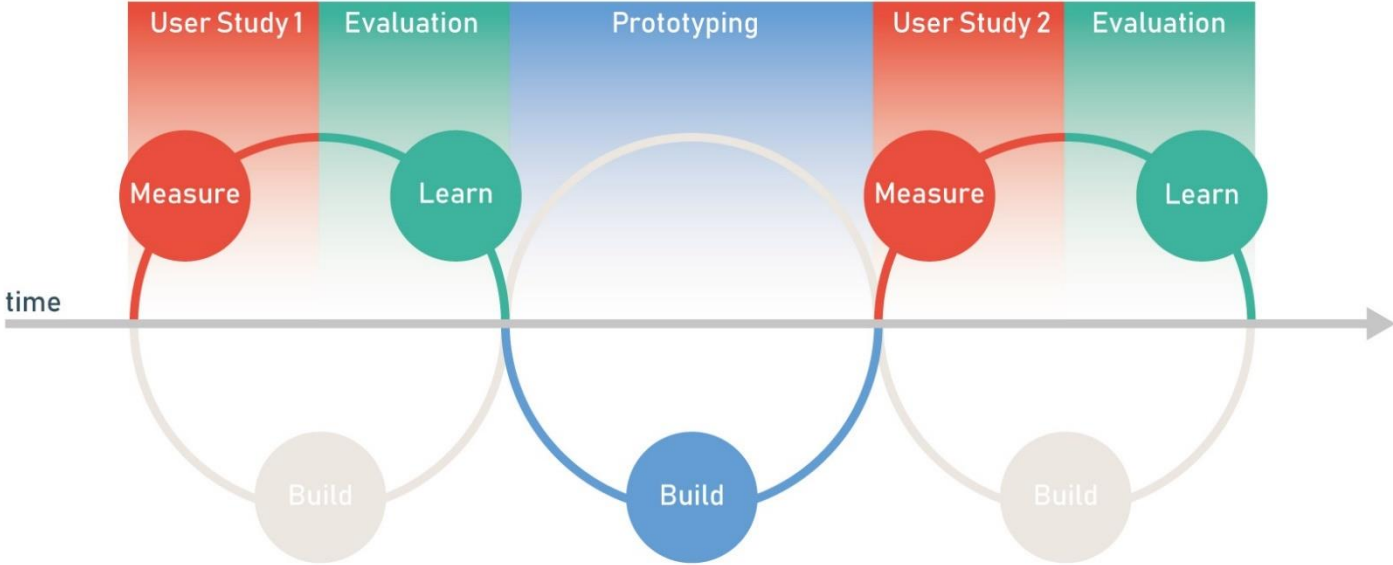 User Study 1
Evaluation
Prototyping
User Study 2
Evaluation
Measure
Learn
Measure
Learn
time
Build
Build
Build